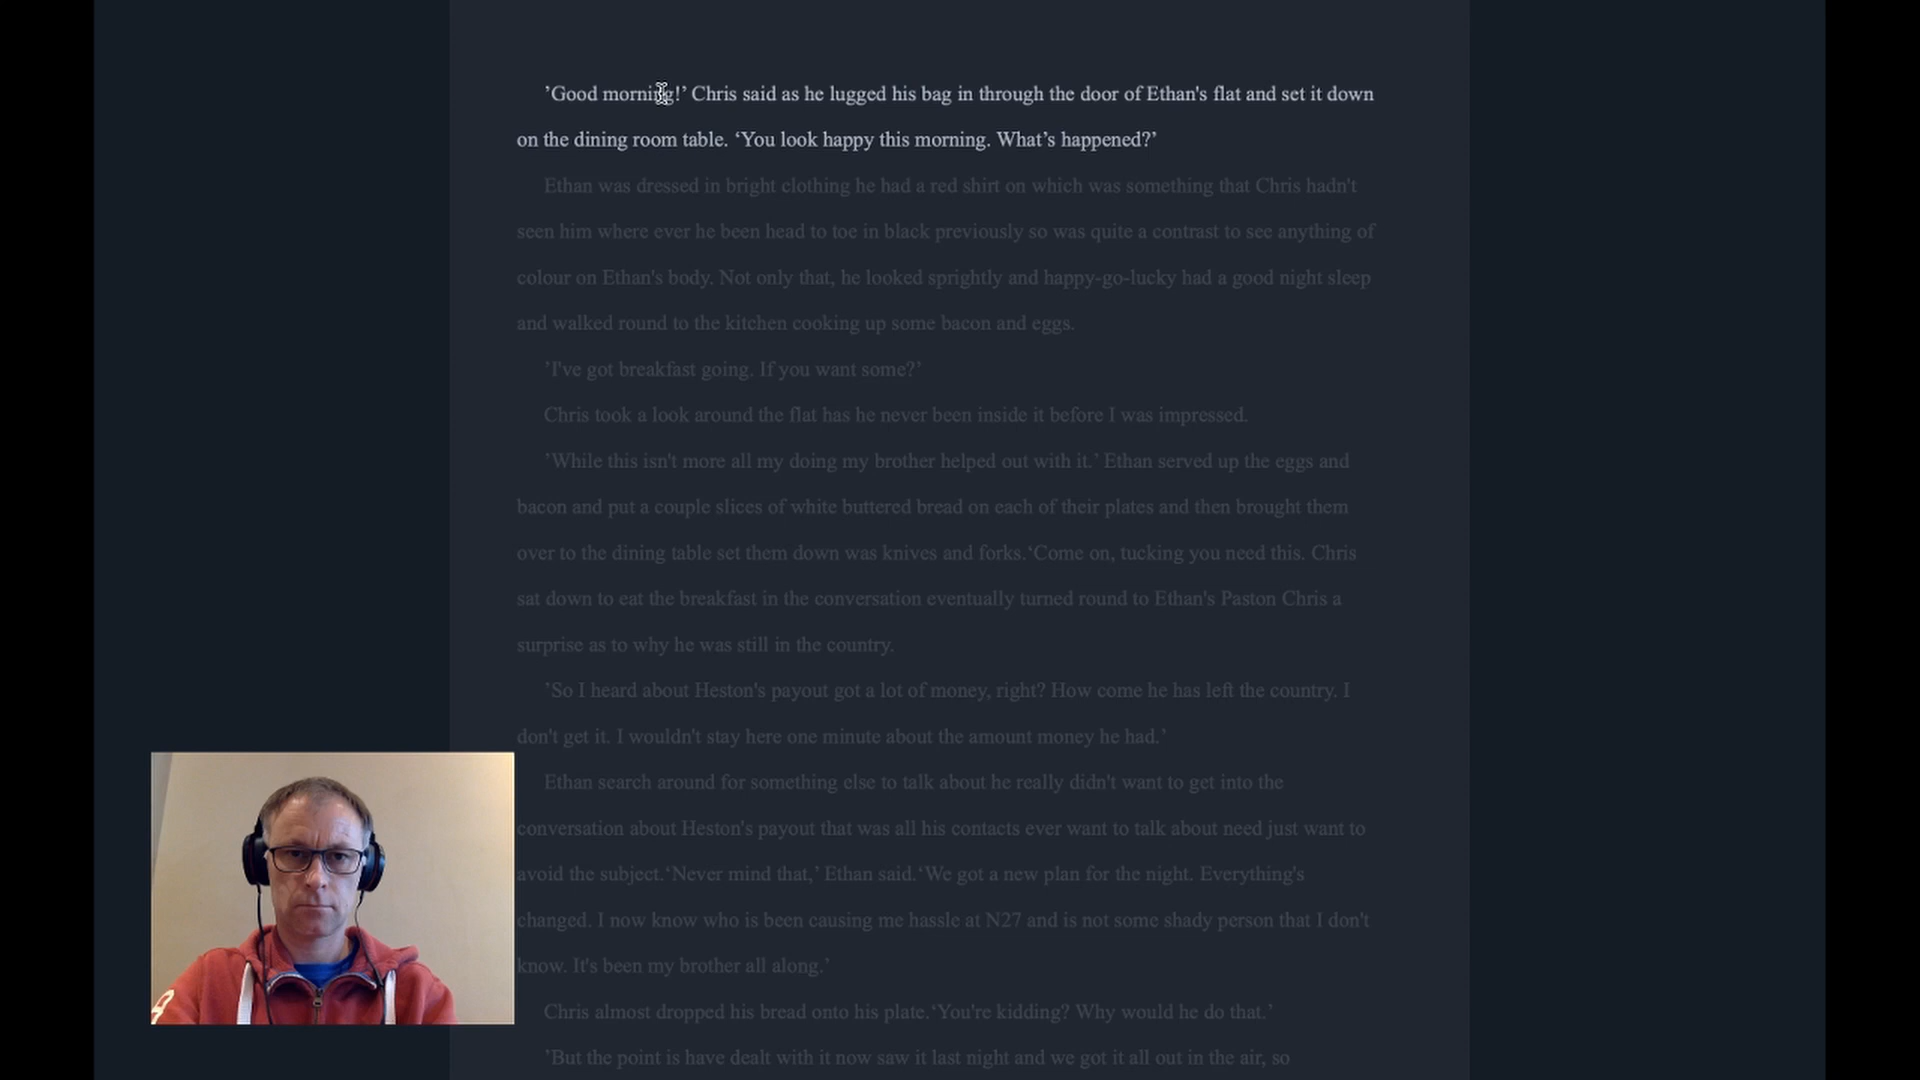 ’Good morning!’ Chris said as he lugged his bag in through the door of Ethan's flat and set it down
on the dining room table. ‘You look happy this morning. What’s happened?’
Ethan was dressed in bright clothing he had a red shirt on which was something that Chris hadn't
seen him where ever he been head to toe in black previously so was quite a contrast to see anything of
colour on Ethan's body. Not only that, he looked sprightly and happy-go-lucky had a good night sleep
and walked round to the kitchen cooking up some bacon and eggs.
’I've got breakfast going. If you want some?’
Chris took a look around the flat has he never been inside it before I was impressed.
’While this isn't more all my doing my brother helped out with it.’ Ethan served up the eggs and
bacon and put a couple slices of white buttered bread on each of their plates and then brought them
over to the dining table set them down was knives and forks.‘Come on, tucking you need this. Chris
sat down to eat the breakfast in the conversation eventually turned round to Ethan's Paston Chris a
surprise as to why he was still in the country.
’So I heard about Heston's payout got a lot of money, right? How come he has left the country. I
don't get it. I wouldn't stay here one minute about the amount money he had.’
Ethan search around for something else to talk about he really didn't want to get into the
conversation about Heston's payout that was all his contacts ever want to talk about need just want to
avoid the subject.‘Never mind that,’ Ethan said.‘We got a new plan for the night. Everything's
changed. I now know who is been causing me hassle at N27 and is not some shady person that I don't
know. It's been my brother all along.’
Chris almost dropped his bread onto his plate.‘You're kidding? Why would he do that.’
’But the point is have dealt with it now saw it last night and we got it all out in the air, so